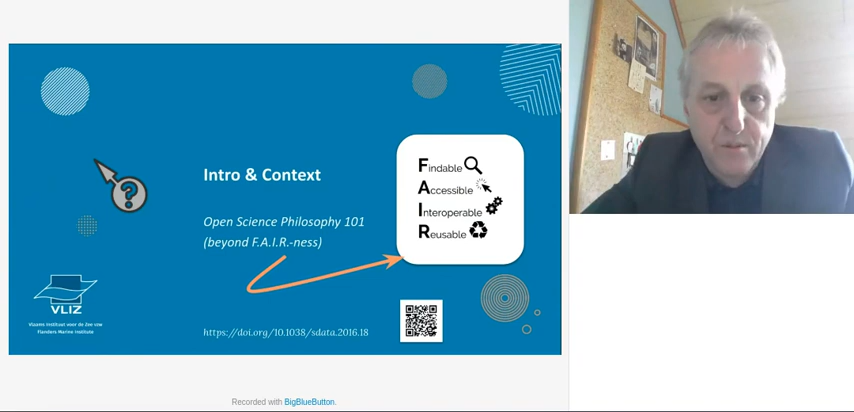 Intro & Context
Open Science Philosophy 101
(beyond F.A.I.R.-ness)
Findable
Accessible
Interoperable
Reusable
VLIZ
Vlaams Instituut voor de Zee vzw
Flanders Marine Institute
https://doi.org/10.1038/sdata.2016.18
Recorded with BigBlueButton.